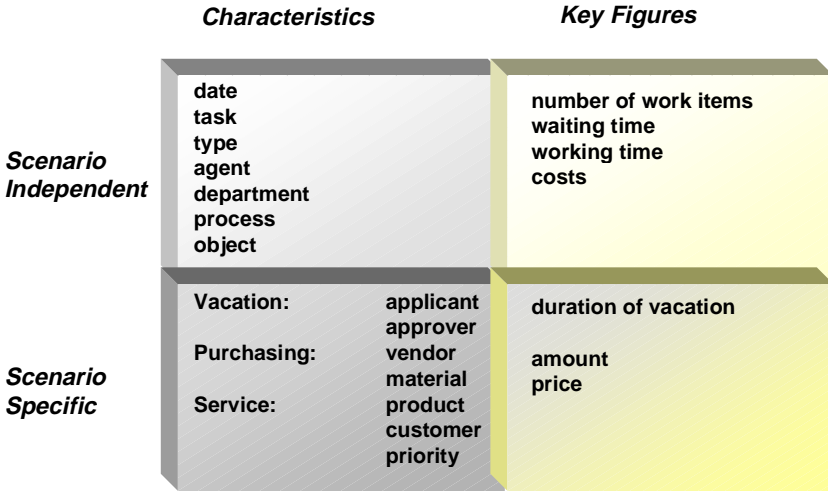 Characteristics
Key Figures
Scenario
Independent
date
task
type
agent
department
process
object
number of work items
waiting time
working time
costs
Scenario
Specific
Vacation: applicant
approver
Purchasing: vendor
material
Service: product
customer
priority
duration of vacation
amount
price